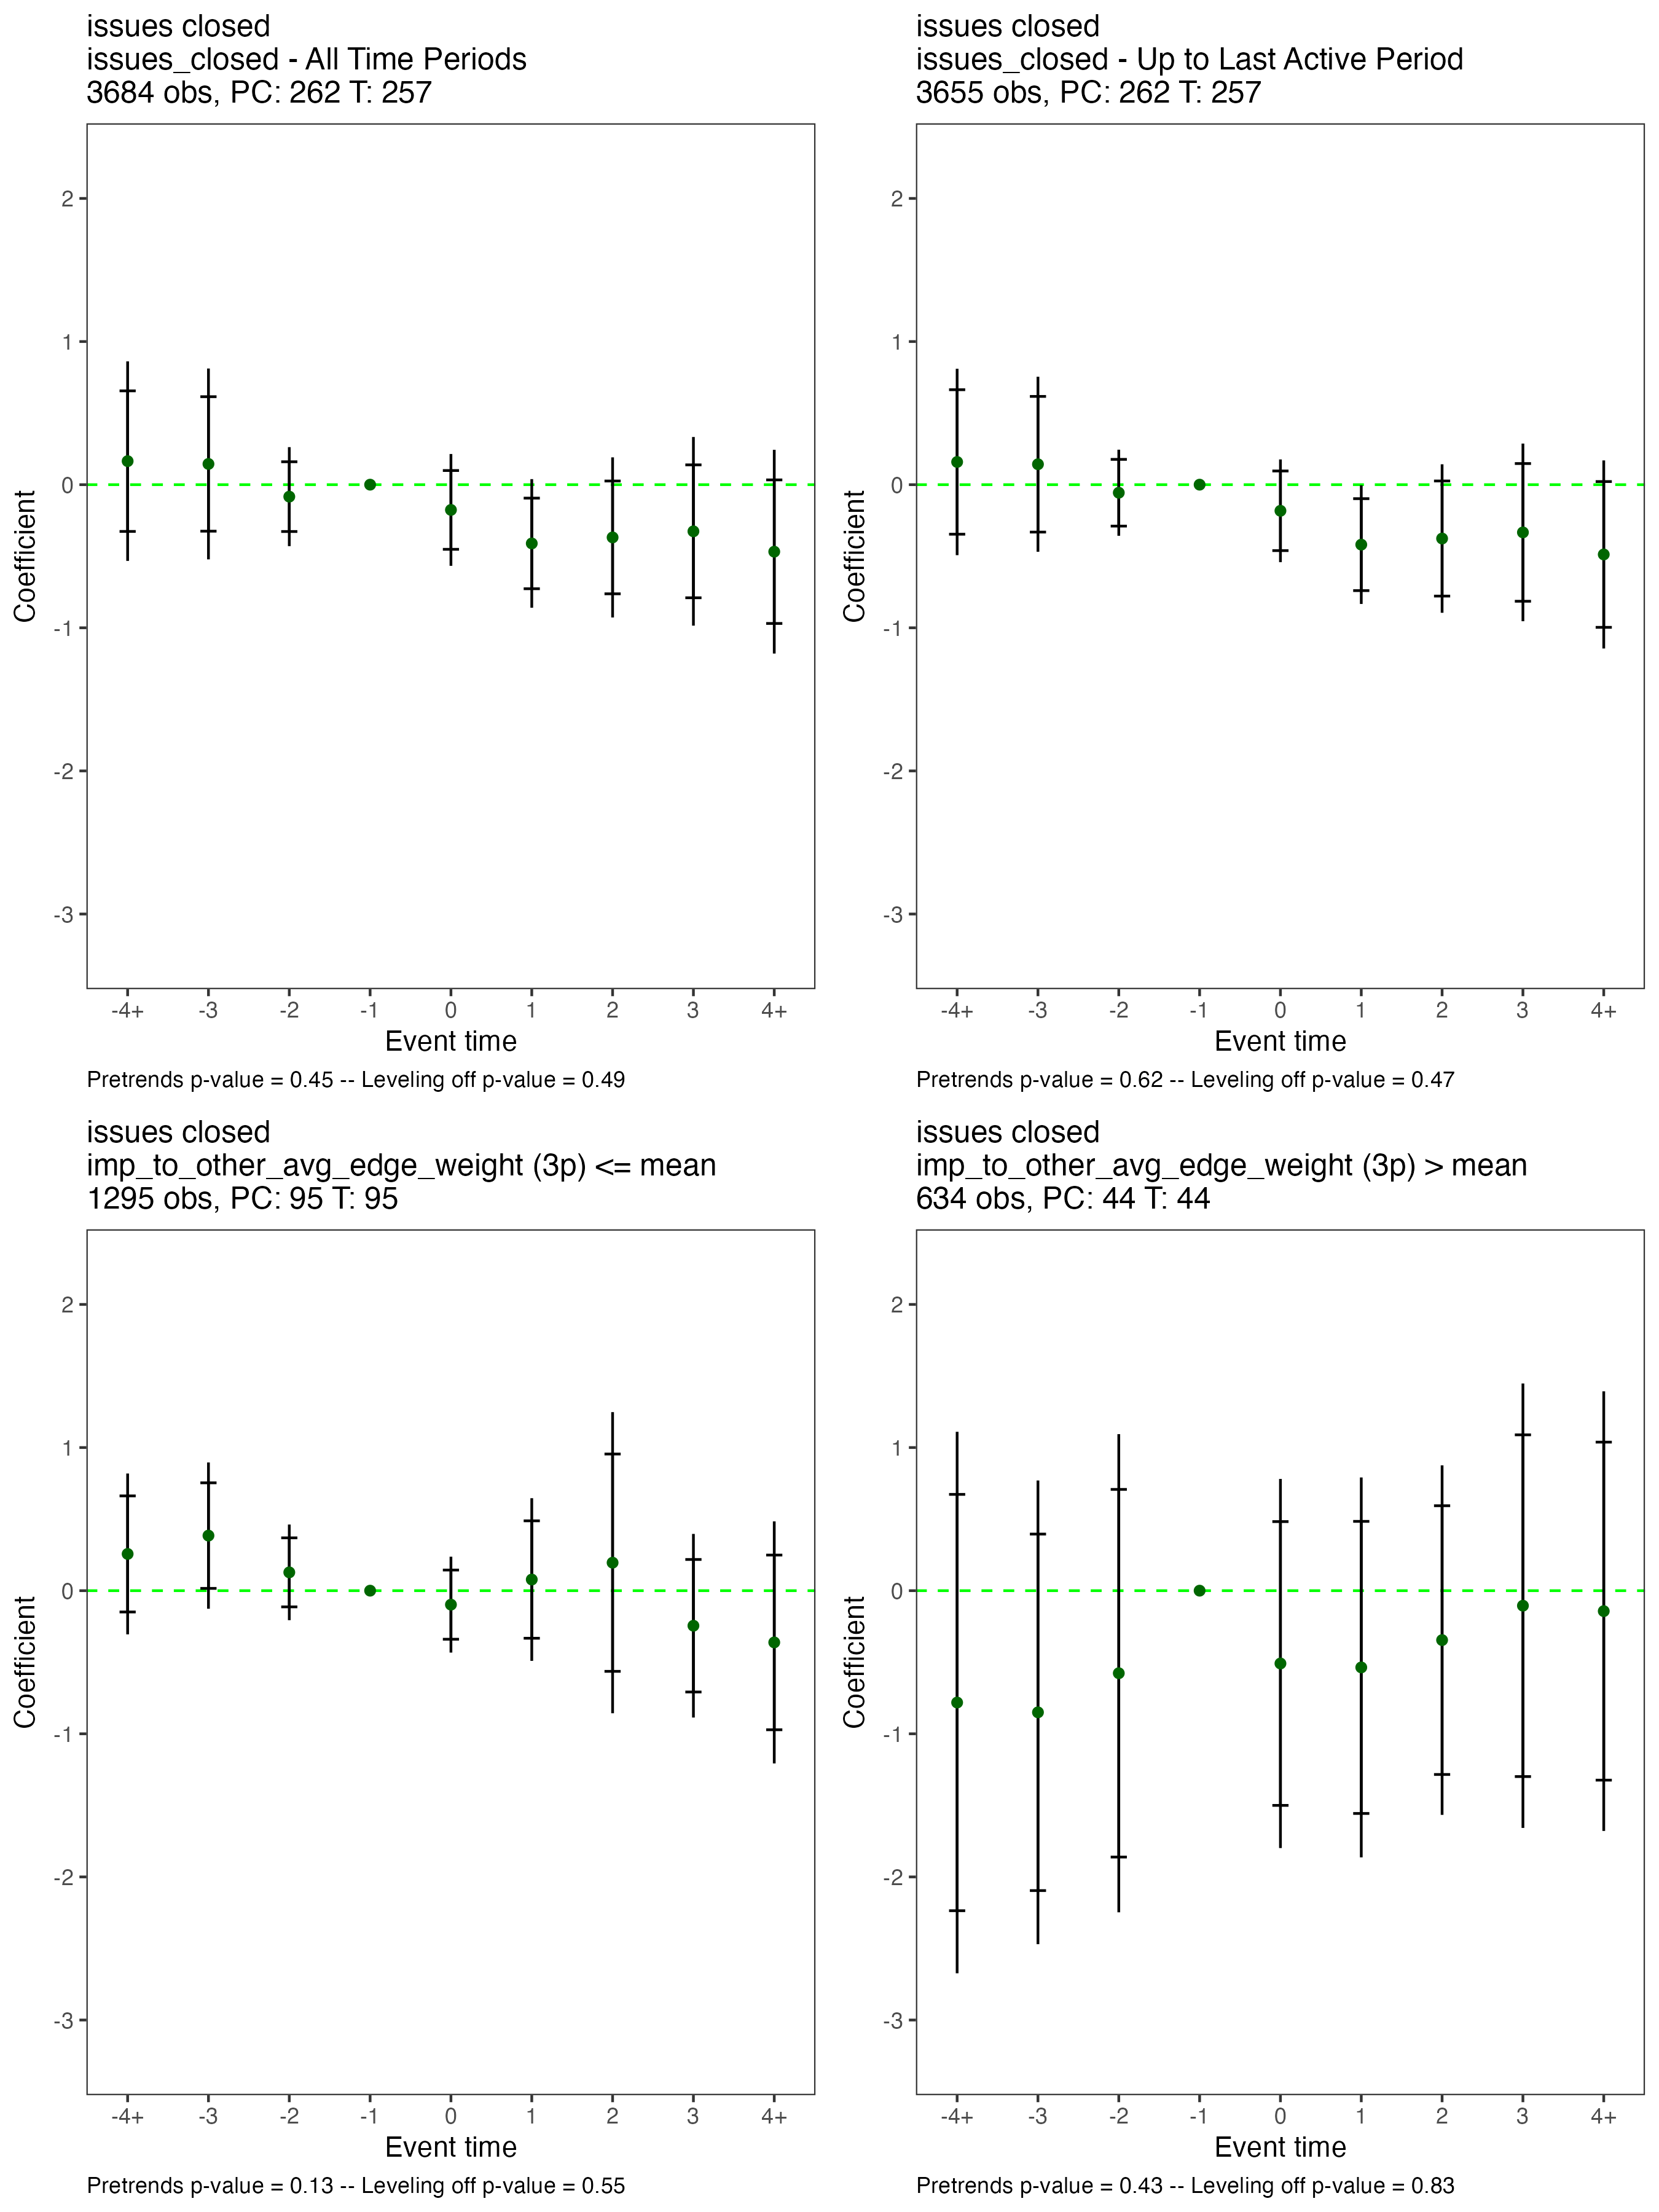 issues closed
issues_closed - All Time Periods
3684 obs, PC: 262 T: 257
2
1
0
-1
-2
-3
Coefficient
-4+ -3 -2 -1 0 1 2 3 4+
Event time
Pretrends p-value = 0.45 -- Leveling off p-value = 0.49
issues closed
issues_closed - Up to Last Active Period
3655 obs, PC: 262 T: 257
2
1
0
-1
-2
-3
Coefficient
-4+ -3 -2 -1 0 1 2 3 4+
Event time
Pretrends p-value = 0.62 -- Leveling off p-value = 0.47
issues closed
imp_to_other_avg_edge_weight (3p) <= mean
1295 obs, PC: 95 T: 95
2
1
0
-1
-2
-3
Coefficient
-4+ -3 -2 -1 0 1 2 3 4+
Event time
Pretrends p-value = 0.13 -- Leveling off p-value = 0.55
issues closed
imp_to_other_avg_edge_weight (3p) > mean
634 obs, PC: 44 T: 44
2
1
0
-1
-2
-3
Coefficient
-4+ -3 -2 -1 0 1 2 3 4+
Event time
Pretrends p-value = 0.43 -- Leveling off p-value = 0.83